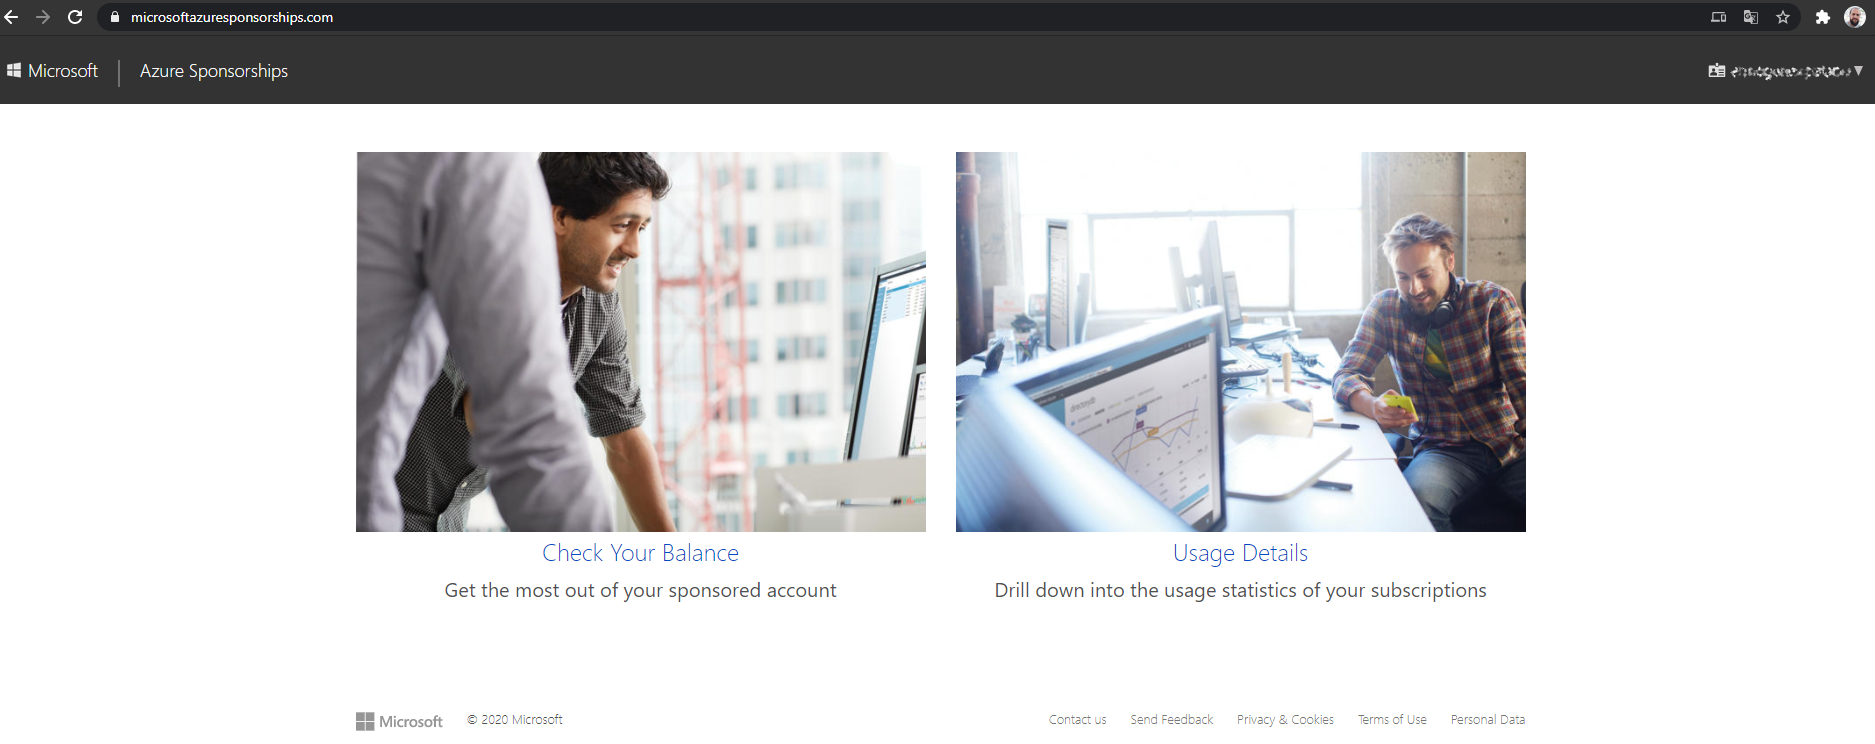 microsoftazuresponsorships.com
Microsoft
Azure Sponsorships
Check Your Balance
Get the most out of your sponsored account
Usage Details
Drill down into the usage statistics of your subscriptions
Microsoft
© 2020 Microsoft
Contact us
Send Feedback
Privacy & Cookies
Terms of Use
Personal Data